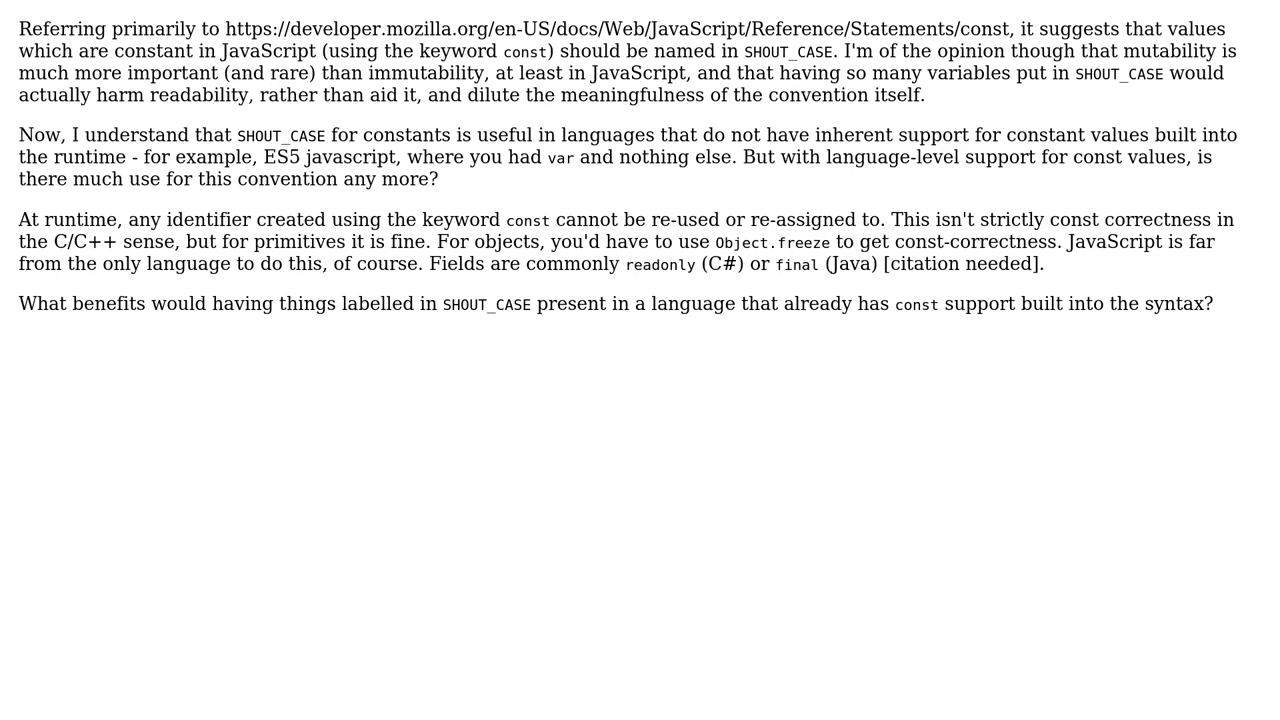 Referring primarily to https://developer.mozilla.org/en-US/docs/Web/JavaScript/Reference/Statements/const, it suggests that values
which are constant in JavaScript (using the keyword const) should be named in SHOUT_CASE. I'm of the opinion though that mutability is
much more important (and rare) than immutability, at least in JavaScript, and that having so many variables put in SHOUT_CASE would
actually harm readability, rather than aid it, and dilute the meaningfulness of the convention itself.
Now, I understand that SHOUT_CASE for constants is useful in languages that do not have inherent support for constant values built into
the runtime - for example, ES5 javascript, where you had var and nothing else. But with language-level support for const values, is
there much use for this convention any more?
At runtime, any identifier created using the keyword const cannot be re-used or re-assigned to. This isn't strictly const correctness in
the C/C++ sense, but for primitives it is fine. For objects, you'd have to use Object.freeze to get const-correctness. JavaScript is far
from the only language to do this, of course. Fields are commonly readonly (C#) or final (Java) [citation needed].
What benefits would having things labelled in SHOUT_CASE present in a language that already has const support built into the syntax?